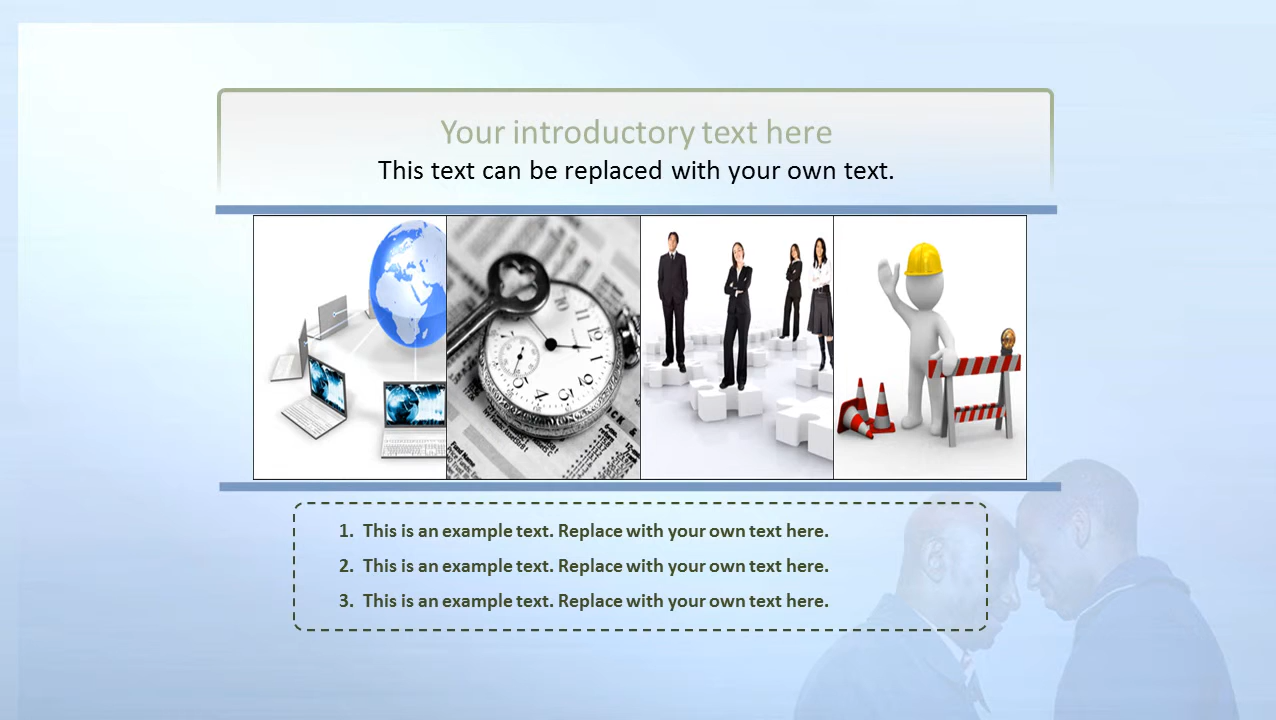 Your introductory text here
This text can be replaced with your own text.
1. This is an example text. Replace with your own text here.
2. This is an example text. Replace with your own text here.
3. This is an example text. Replace with your own text here.